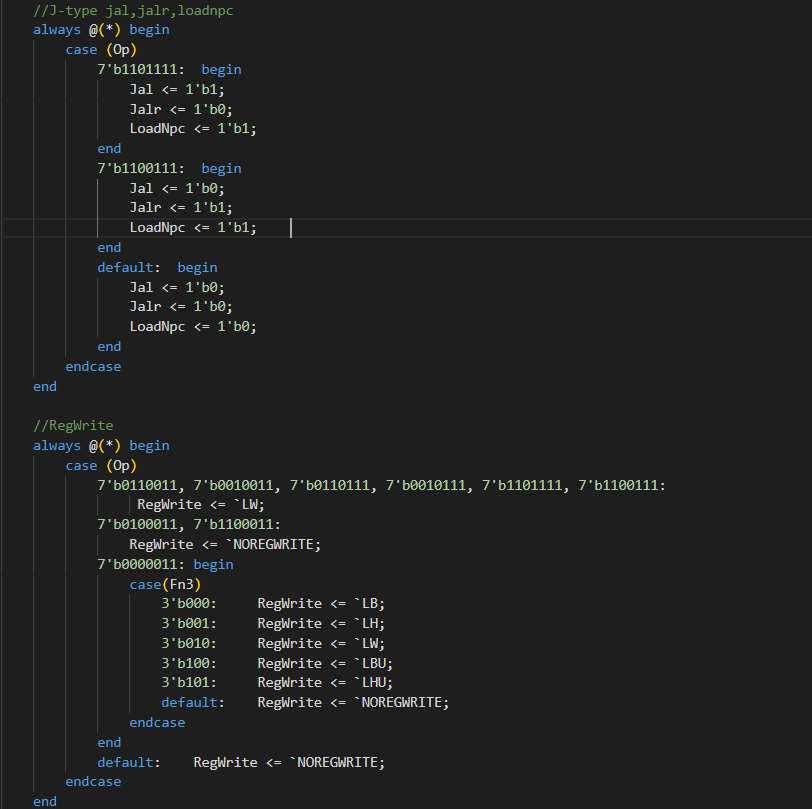 //J-type jal,jalr,loadnpc
always @(*) begin
case (Op)
7'b1101111:  begin
Jal <= 1'b1;
Jalr <= 1'b0;
LoadNpc <= 1'b1;
end
7'b1100111:  begin
Jal <= 1'b0;
Jalr <= 1'b1;
LoadNpc <= 1'b1;
end
default:  begin
Jal <= 1'b0;
Jalr <= 1'b0;
LoadNpc <= 1'b0;
end
endcase
end
//RegWrite
always @(*) begin
case (Op)
7'b0110011, 7'b0010011, 7'b0110111, 7'b0010111, 7'b1101111, 7'b1100111:
RegWrite <= `LW;
7'b0100011, 7'b1100011:
RegWrite <= `NOREGWRITE;
7'b0000011: begin
case(Fn3)
3'b000:     RegWrite <= `LB;
3'b001:     RegWrite <= `LH;
3'b010:     RegWrite <= `LW;
3'b100:     RegWrite <= `LBU;
3'b101:     RegWrite <= `LHU;
default:    RegWrite <= `NOREGWRITE;
endcase
end
default:    RegWrite <= `NOREGWRITE;
endcase
end